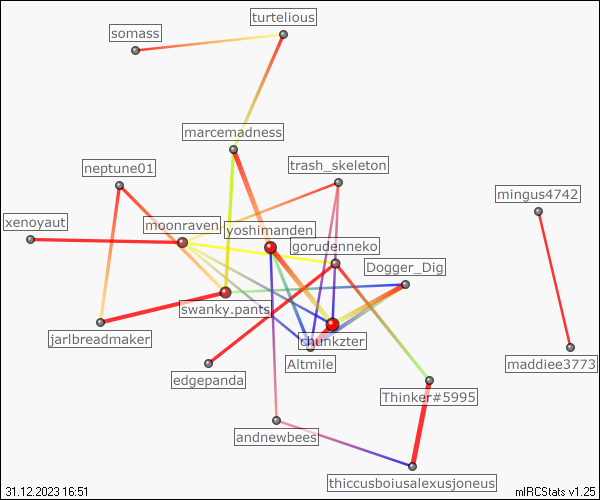 turtelious
somass
marcemadness
trash_skeleton
neptune01
mingus4742
xenoyaut
moonraven
yoshimanden
gorudenneko
Dogger_Dig
swanky.pants
chunkzter
jarlbreadmaker
Altmile
maddiee3773
edgepanda
Thinker#5995
andnewbees
thiccusboiusalexusjoneus
31.12.2023 16:51
mIRCStats v1.25